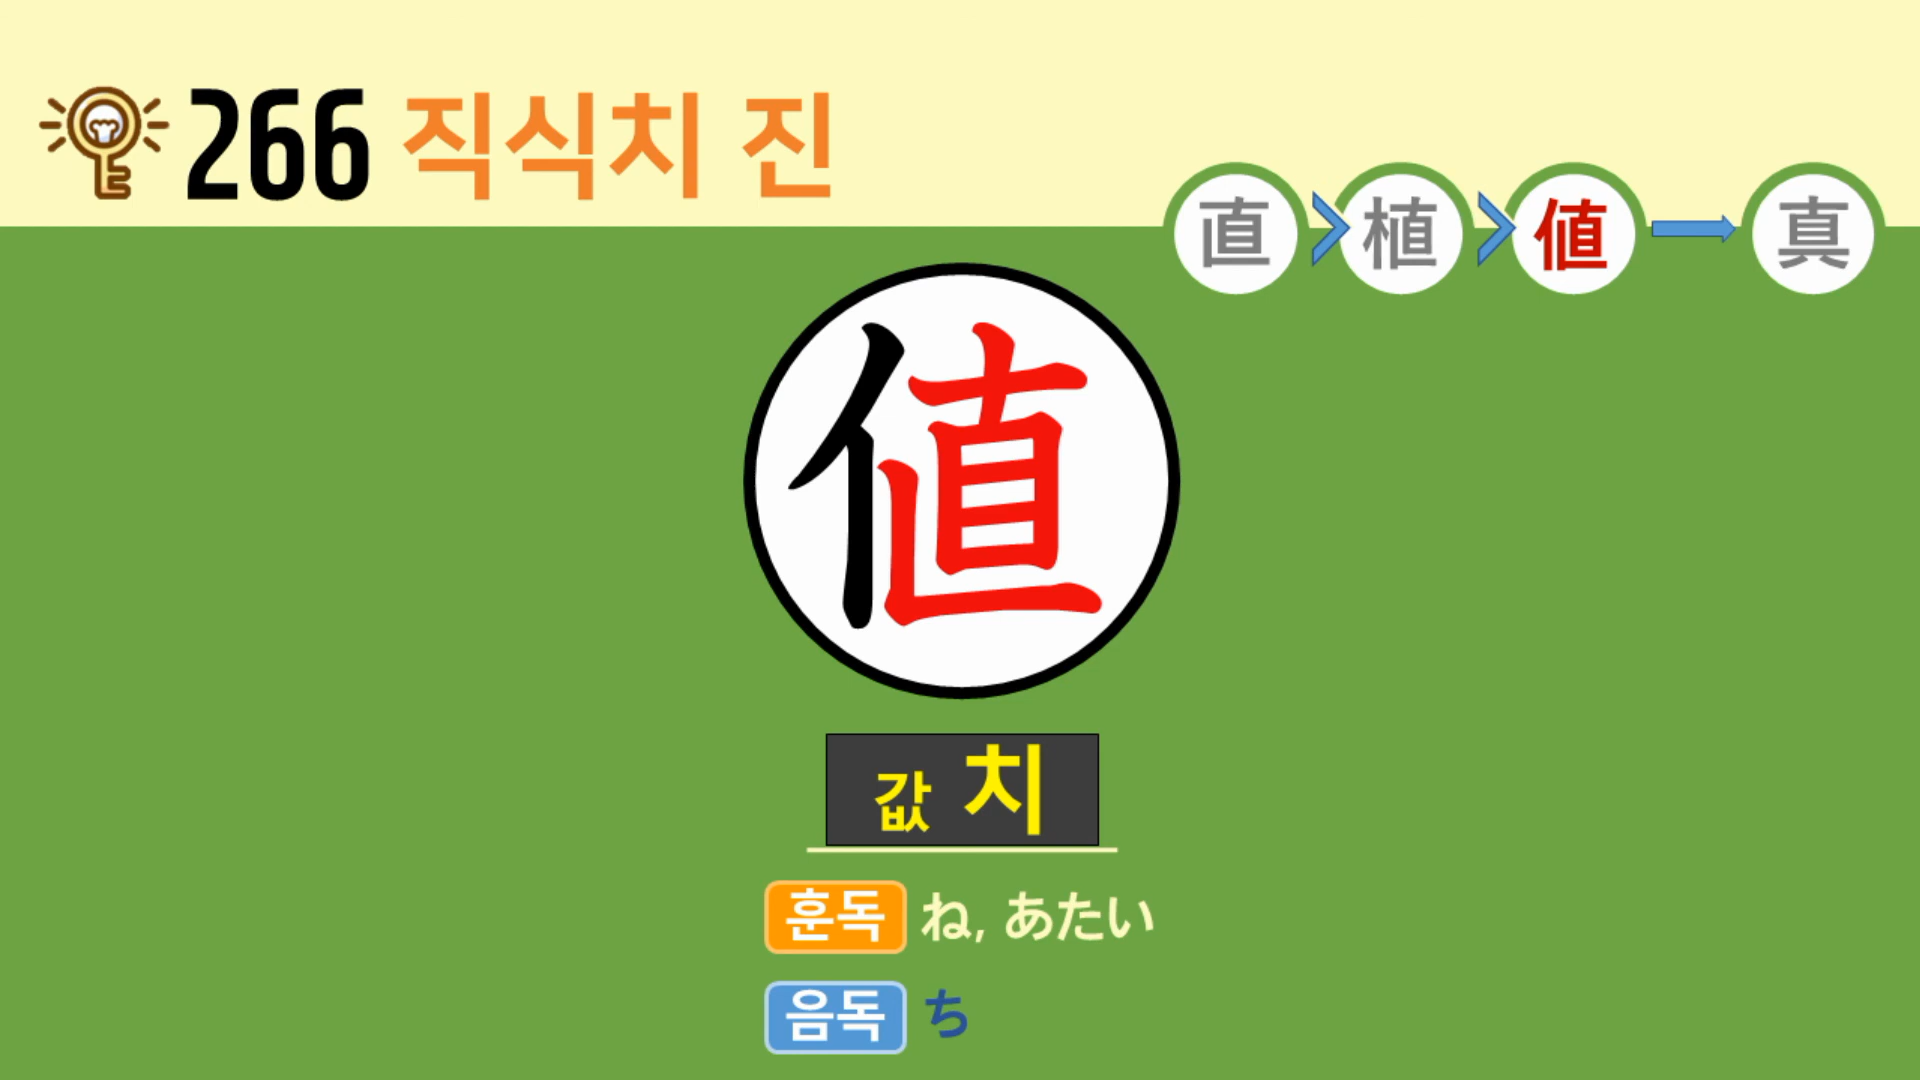 266 직식치 진
直 植 値 真
値
값 치
훈독 ね, あたい
음독 ち